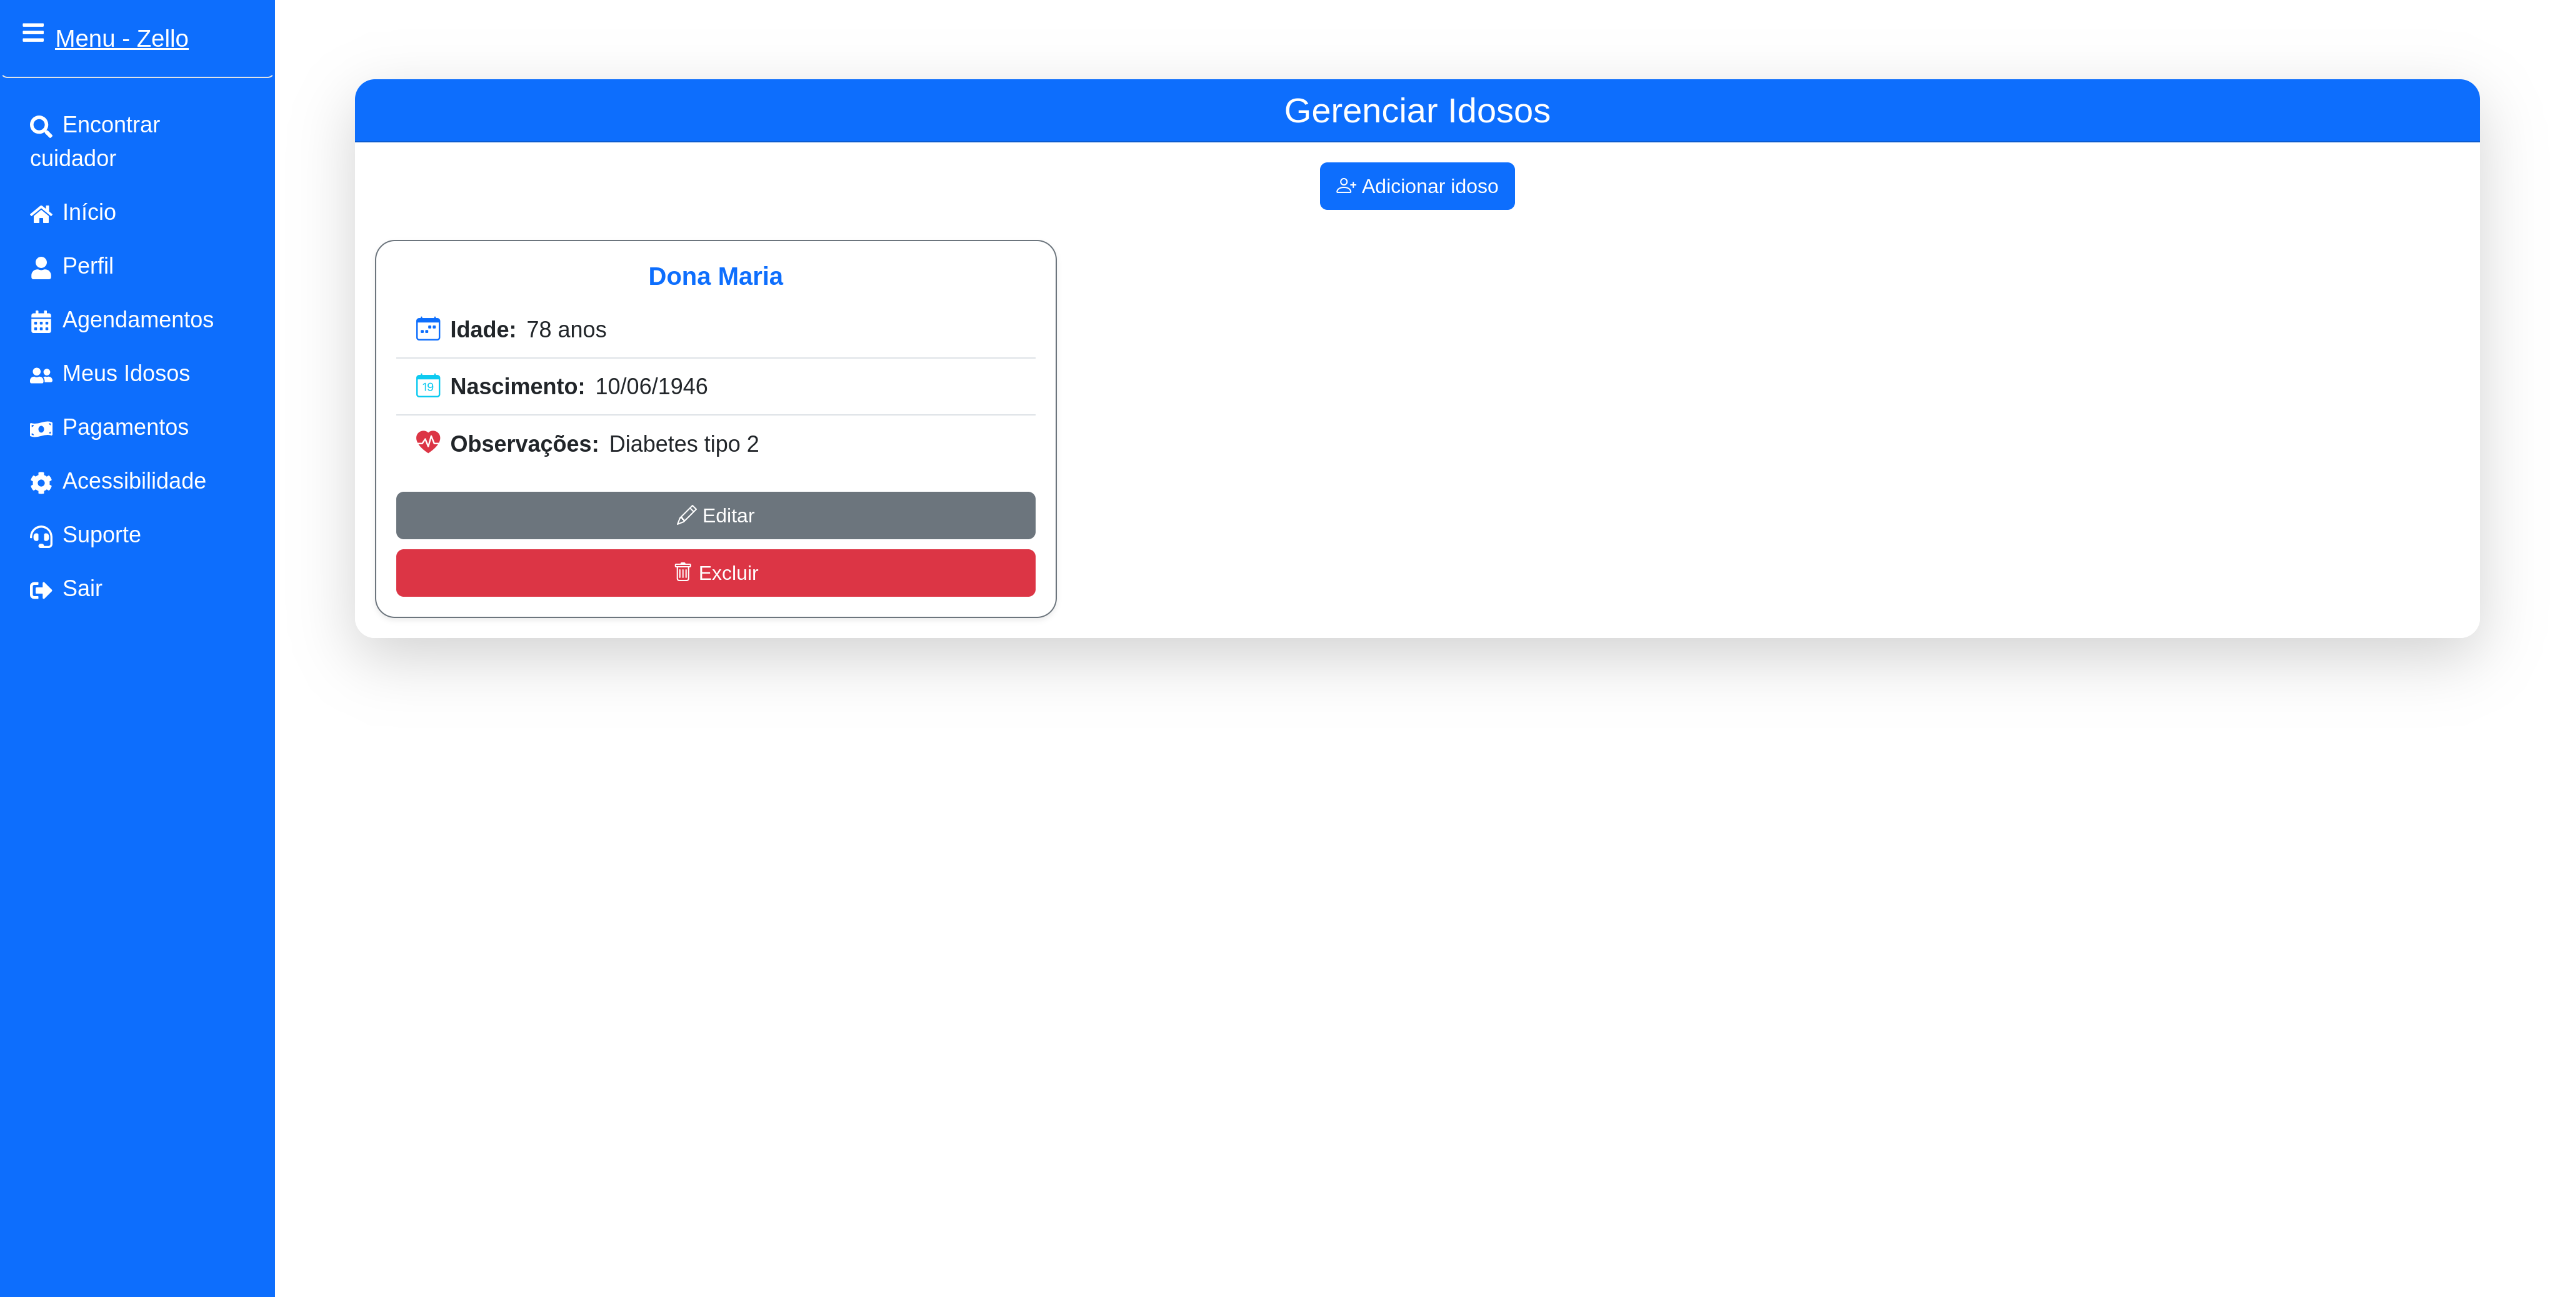 Menu - Zello
Encontrar
cuidador
Início
Perfil
Agendamentos
Meus Idosos
Pagamentos
Acessibilidade
Suporte
Sair
Gerenciar Idosos
Adicionar idoso
Dona Maria
Idade: 78 anos
19 Nascimento: 10/06/1946
Observações: Diabetes tipo 2
Editar
Excluir